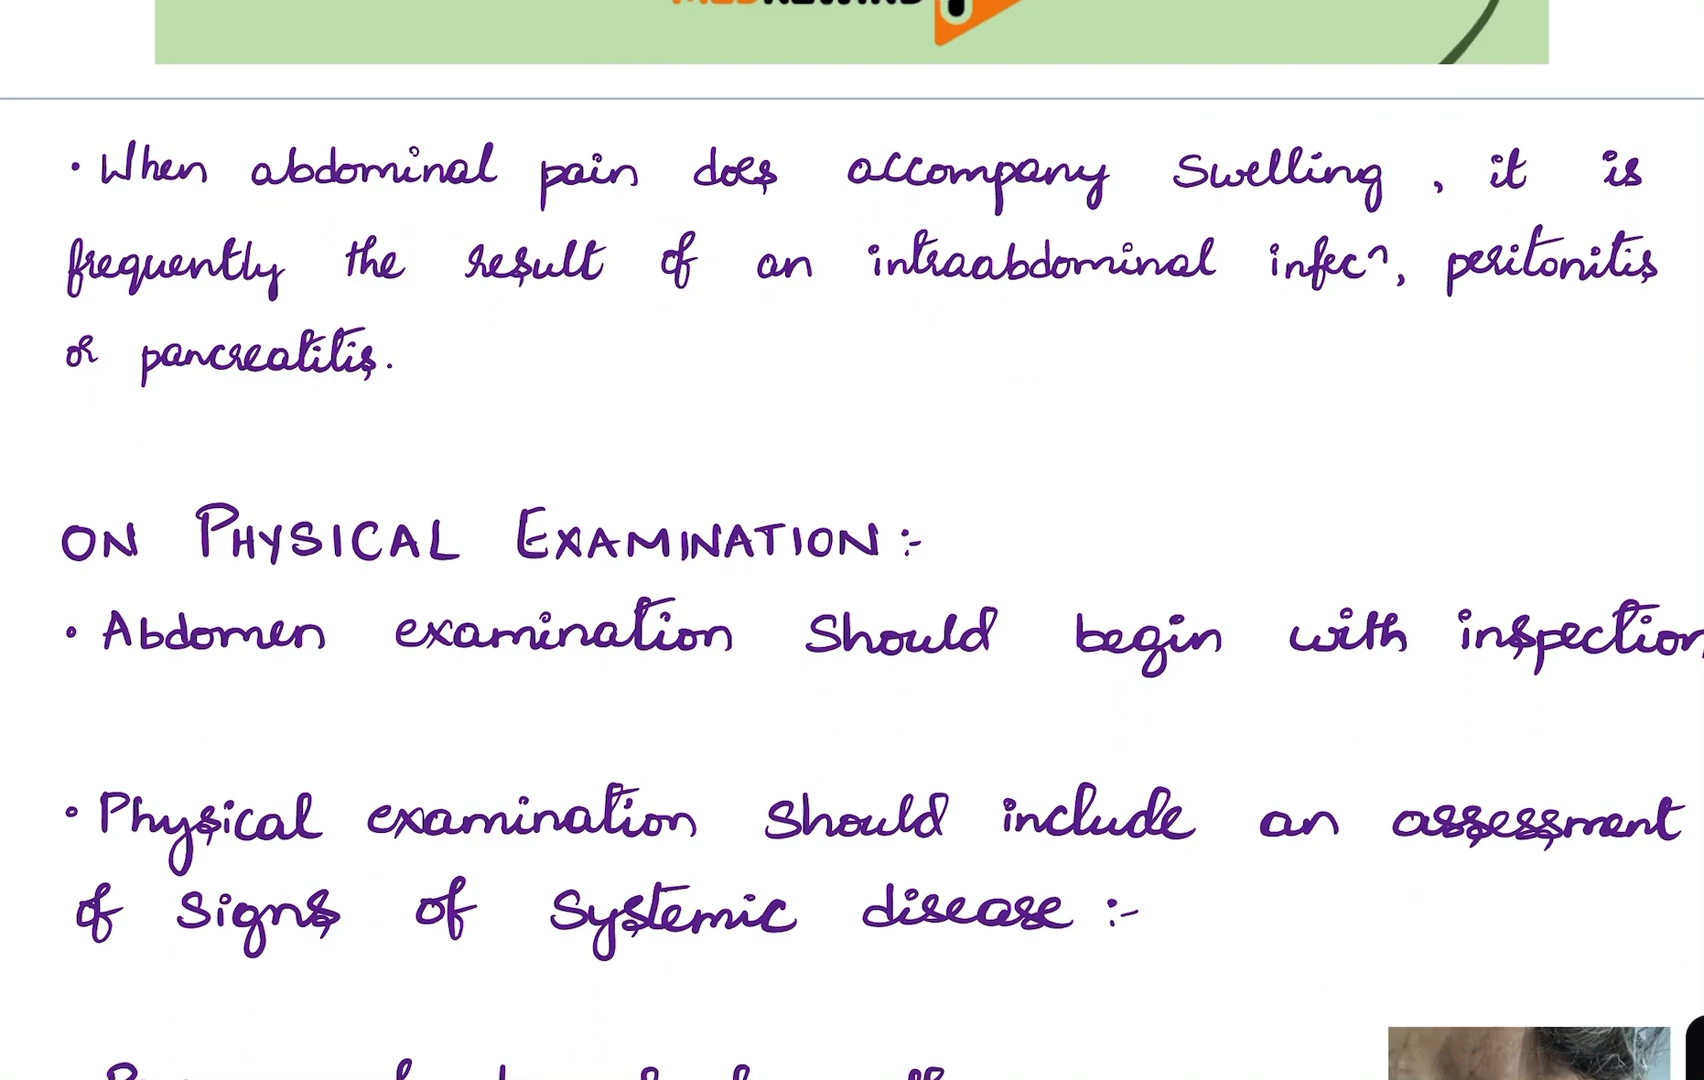 • When abdominal pain does accompany swelling, it is
frequently the result of an intraabdominal infecⁿ, peritonitis
or pancreatitis.
ON PHYSICAL EXAMINATION :-
• Abdomen examination should begin with inspection
• Physical examination should include an assessment
of signs of systemic disease :-